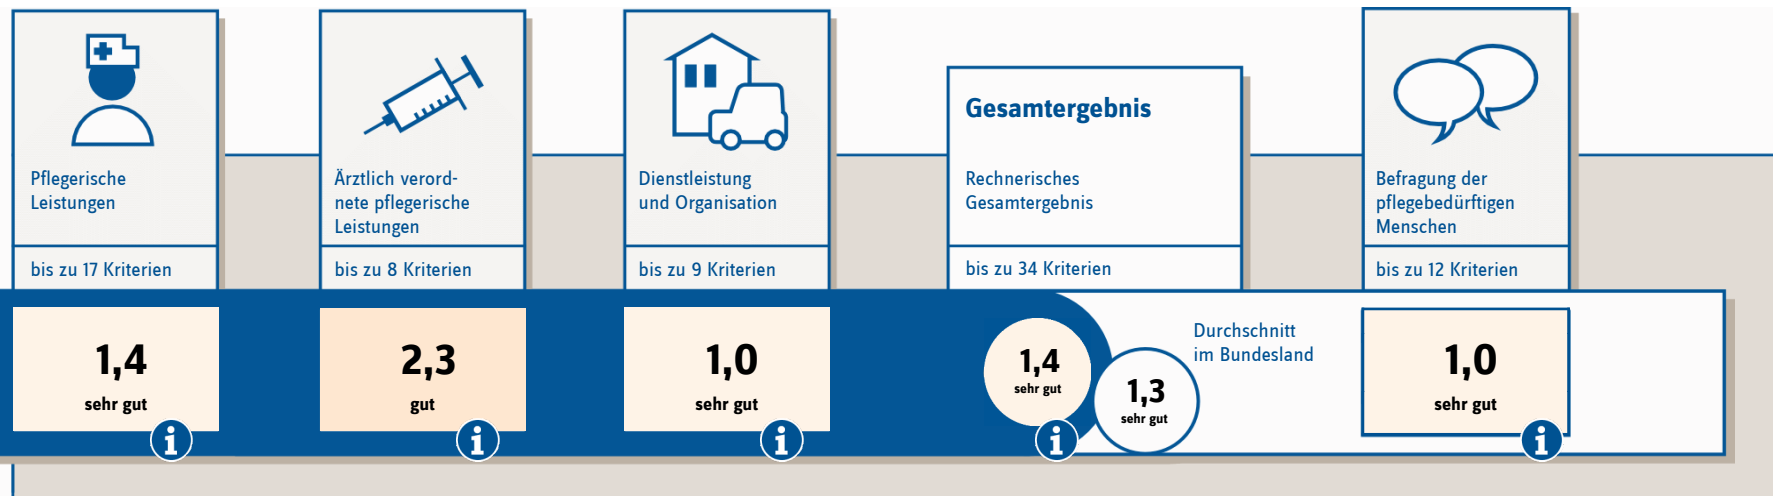 Pflegerische
Leistungen
bis zu 17 Kriterien
1,4
sehr gut
i
Ärztlich verord-
nete pflegerische
Leistungen
bis zu 8 Kriterien
2,3
gut
i
Dienstleistung
und Organisation
bis zu 9 Kriterien
1,0
sehr gut
i
Gesamtergebnis
Rechnerisches
Gesamtergebnis
bis zu 34 Kriterien
1,4
sehr gut
i
Durchschnitt
im Bundesland
1,3
sehr gut
Befragung der
pflegebedürftigen
Menschen
bis zu 12 Kriterien
1,0
sehr gut
i